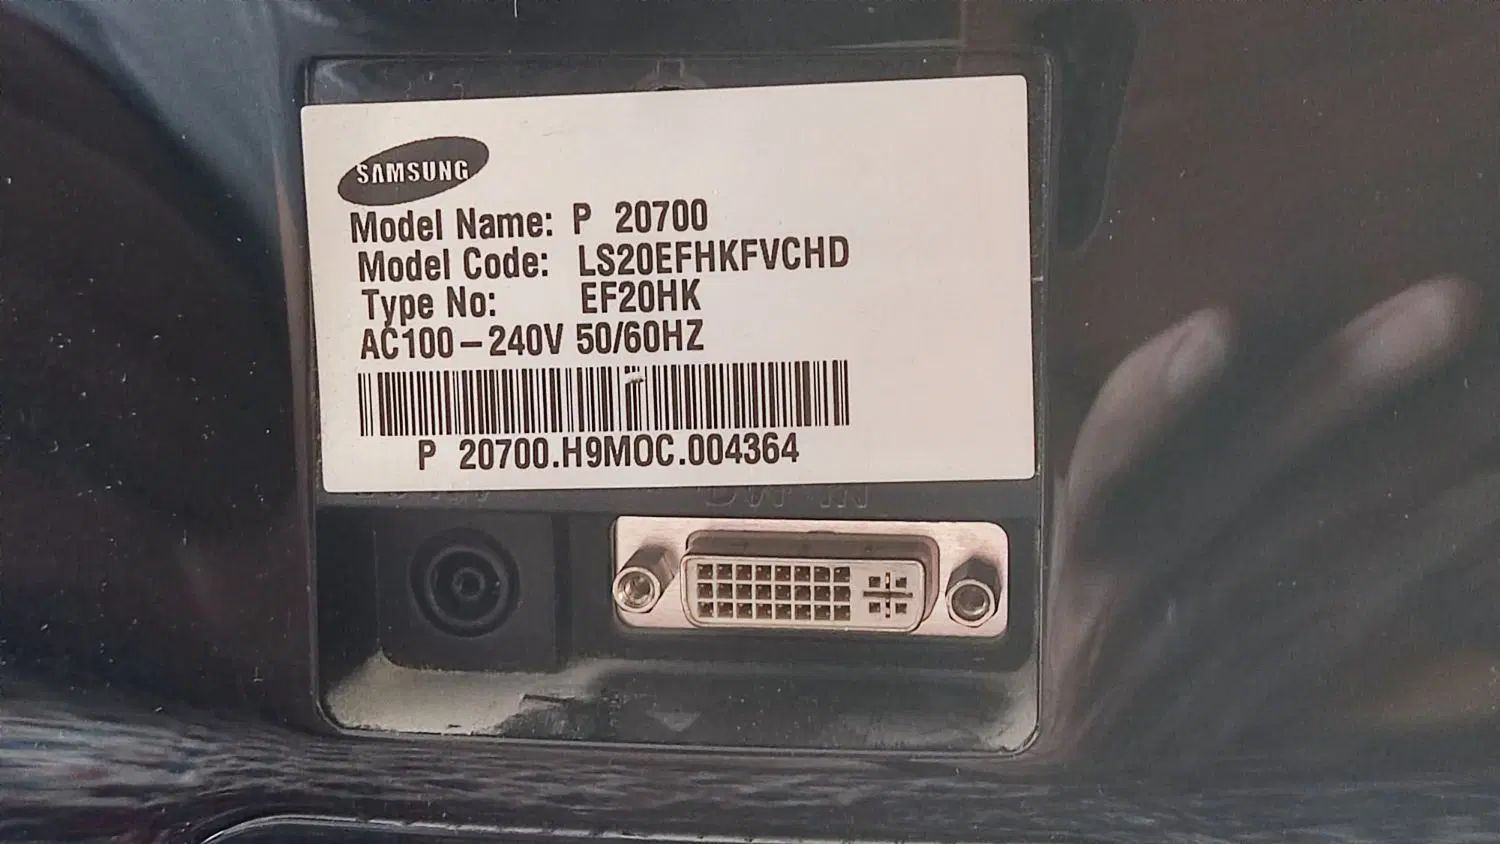 SAMSUNG
Model Name: P 20700
Model Code: LS20EFHKFVCHD
Type No: EF20HK
AC100-240V 50/60HZ
P 20700.H9MOC.004364